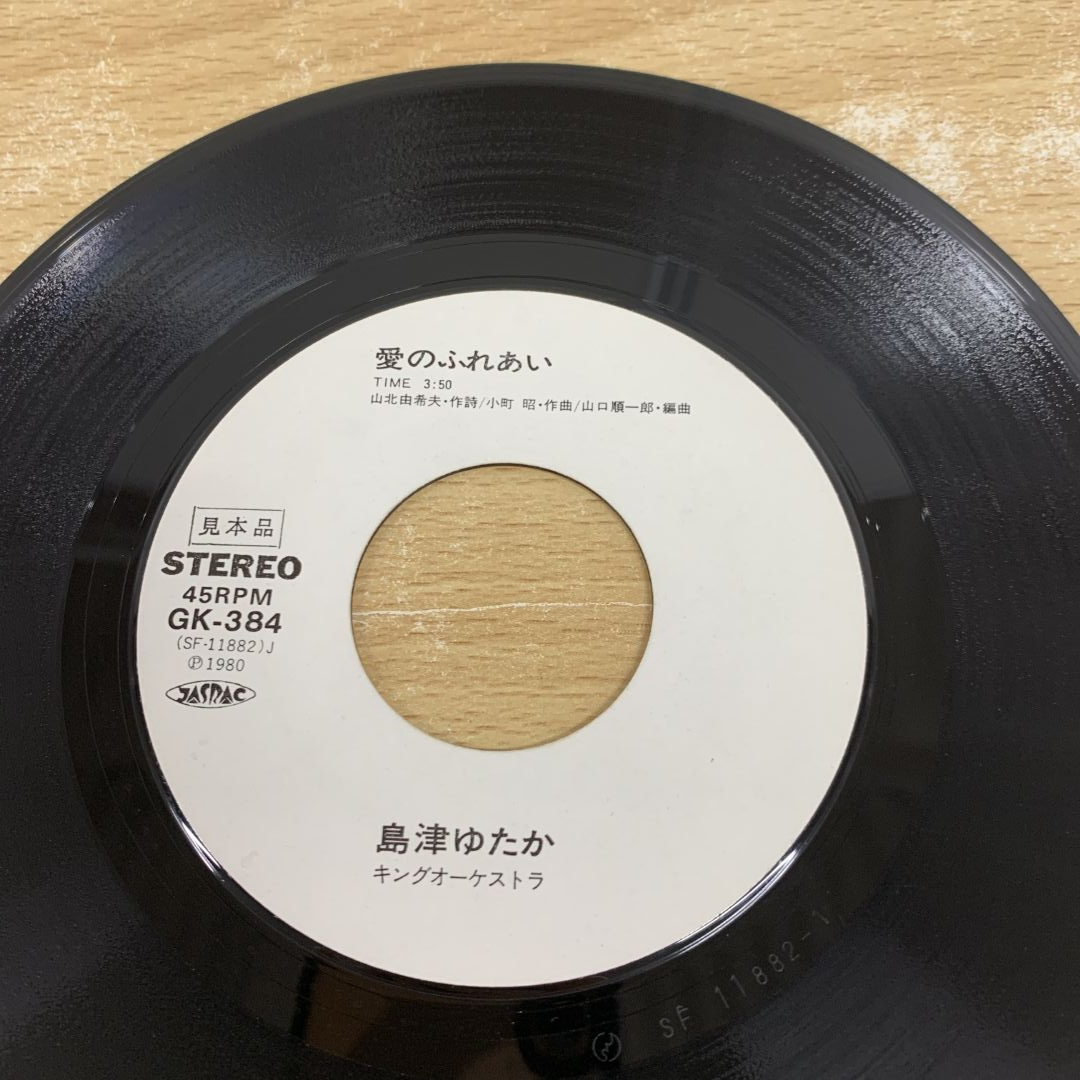 愛のふれあい
TIME 3:50
山北由希夫・作詩/小町 昭・作曲/山口順一郎・編曲
見本品
STEREO
45RPM
GK-384
(SF-11882)J
Ⓟ1980
JASRAC
島津ゆたか
キングオーケストラ
SF 11882-1